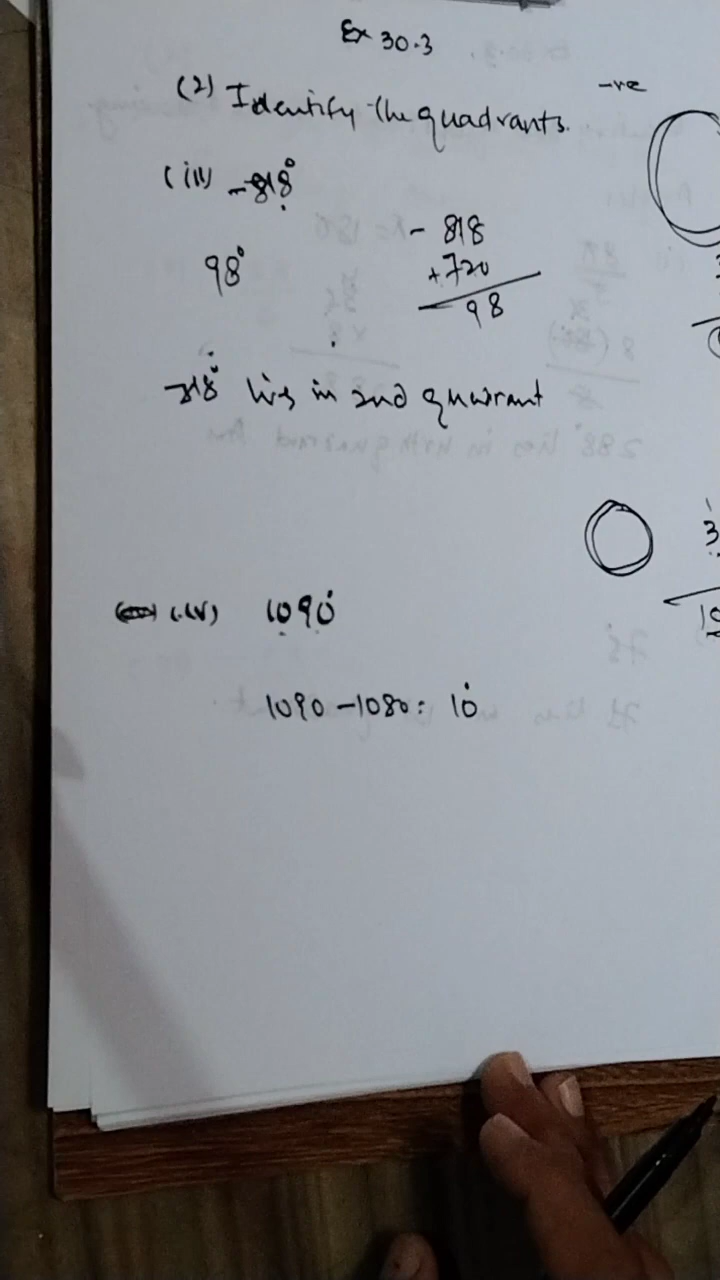 Ex 30.3
(2) Identify the quadrants. -ve
(iii) -818°
- 818
98° +720
98
-818° lies in 2nd quadrant
(iv) 1090°
1090 - 1080 = 10°